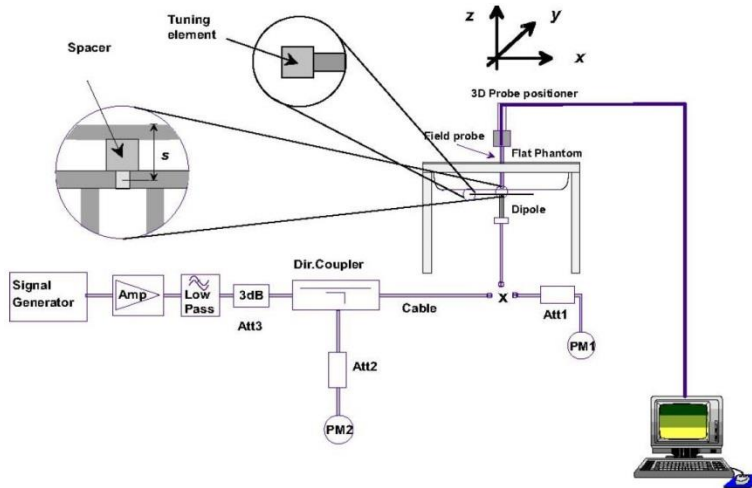 z
y
x
Tuning
element
Spacer
s
3D Probe positioner
Field probe
Flat Phantom
Dipole
Signal
Generator
Amp
Low
Pass
3dB
Att3
Dir.Coupler
Cable
X
Att1
PM1
Att2
PM2